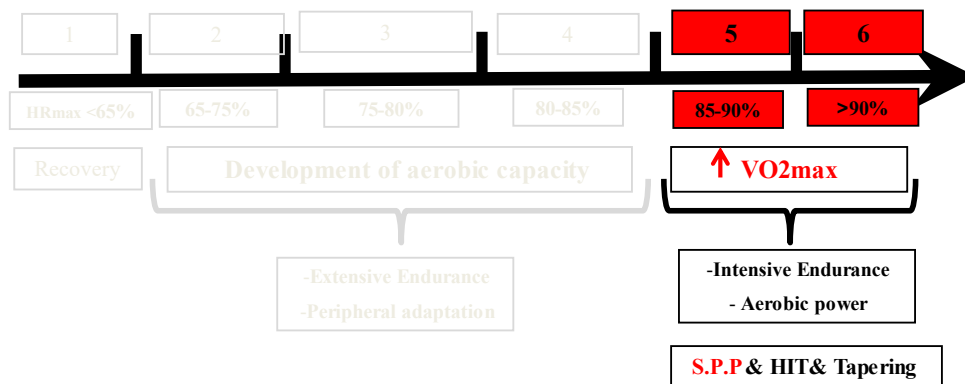 1 2 3 4 5 6
HRmax <65% 65-75% 75-80% 80-85% 85-90% >90%
Recovery Development of aerobic capacity VO2max
-Extensive Endurance
-Peripheral adaptation
-Intensive Endurance
- Aerobic power
S.P.P & HIT& Tapering